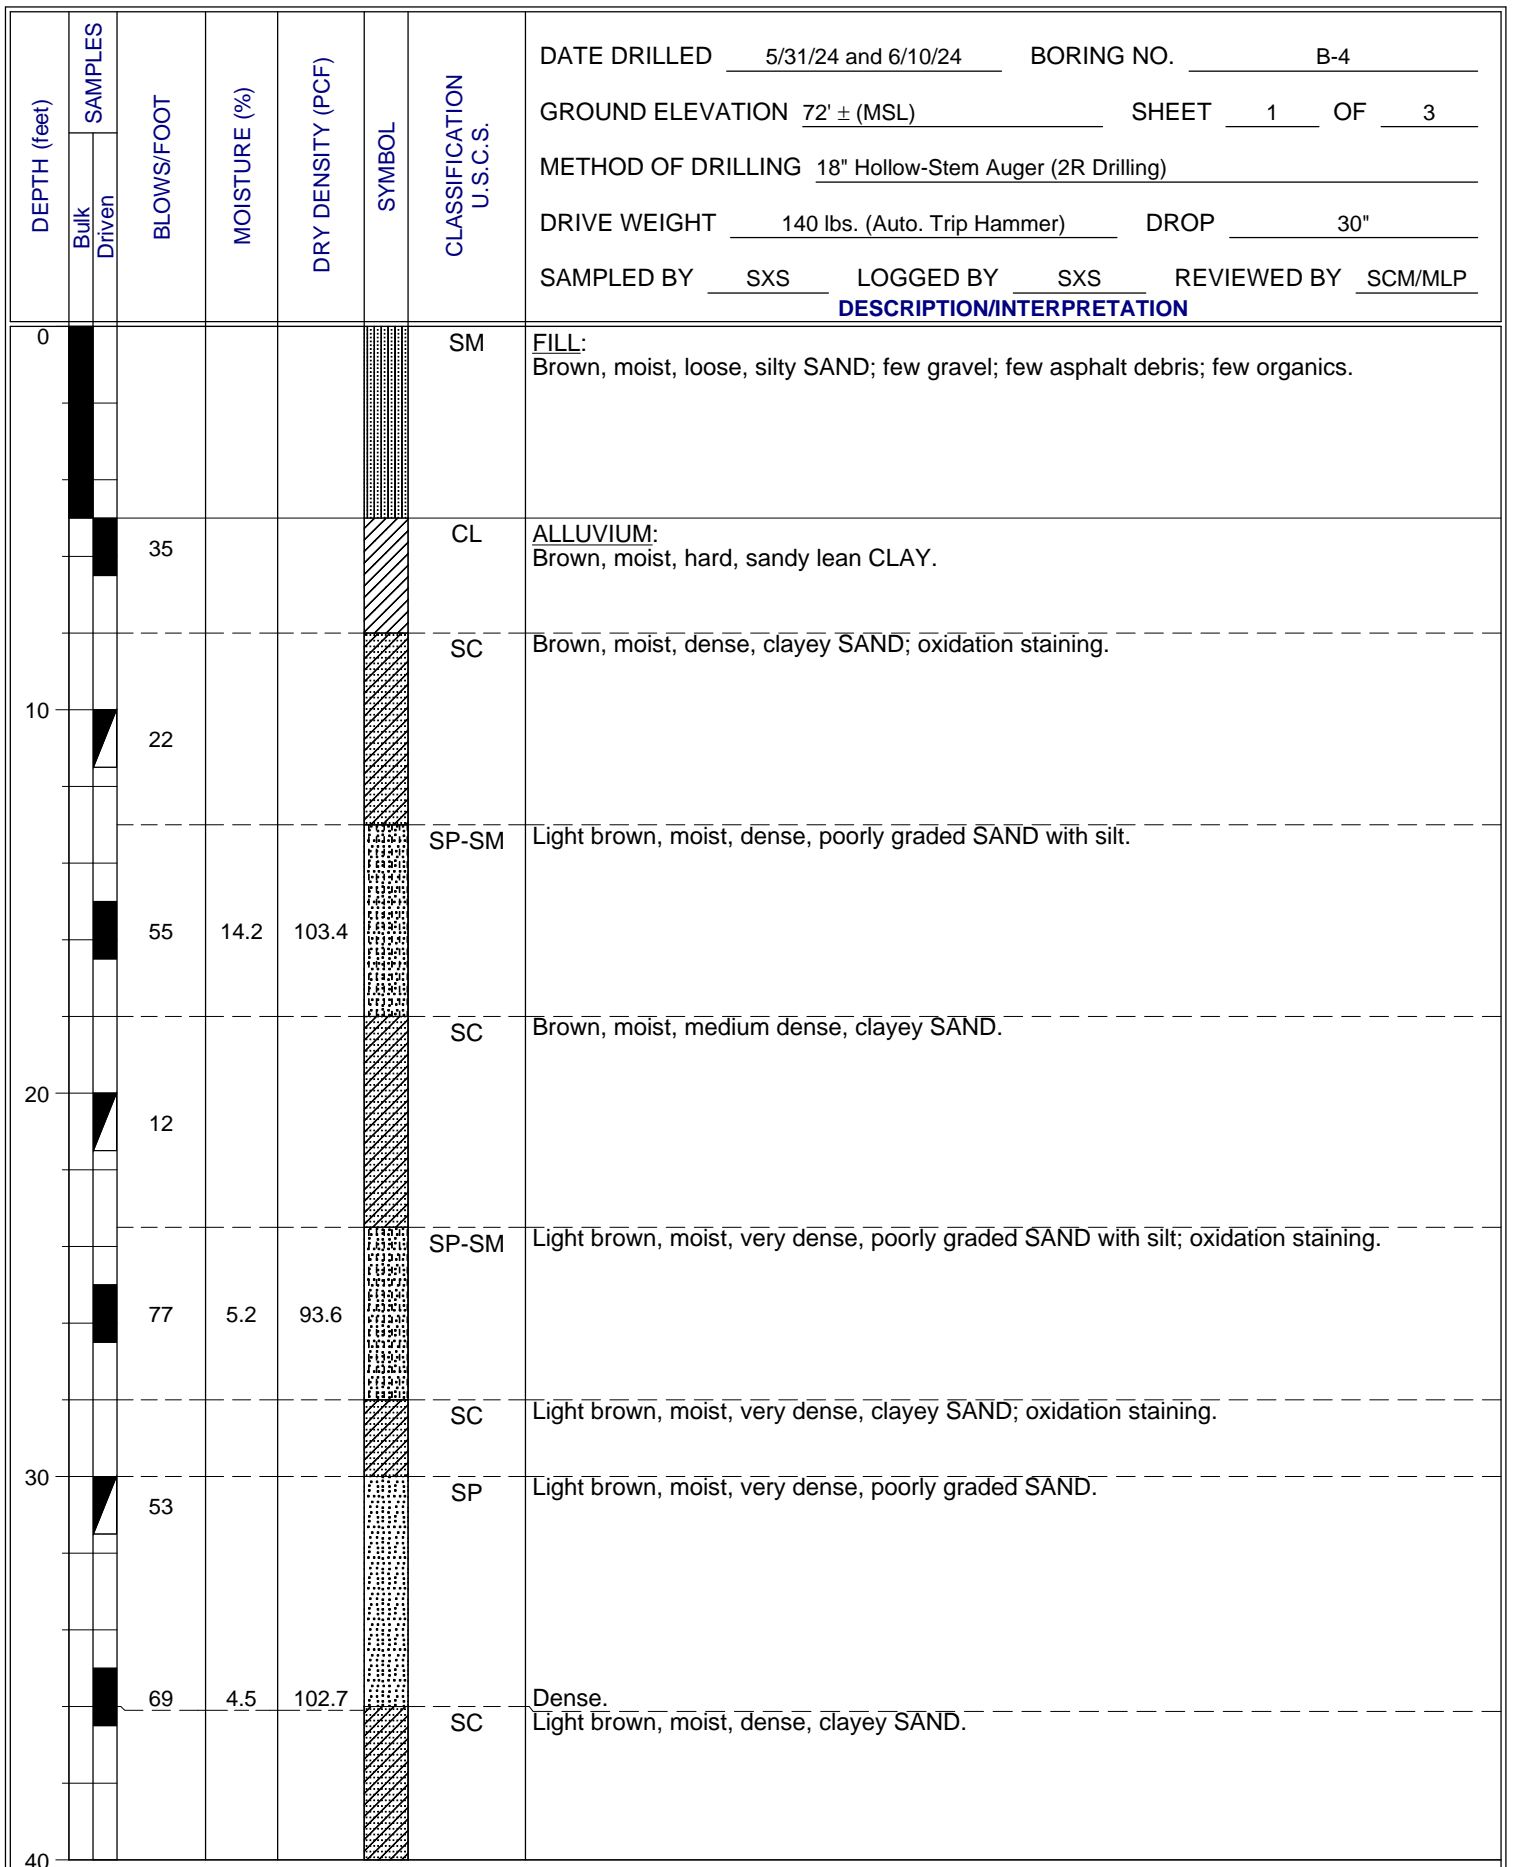 DEPTH (feet)
SAMPLES
Bulk
Driven
BLOWS/FOOT
MOISTURE (%)
DRY DENSITY (PCF)
SYMBOL
CLASSIFICATION
U.S.C.S.
DATE DRILLED 5/31/24 and 6/10/24 BORING NO. B-4
GROUND ELEVATION 72' ± (MSL) SHEET 1 OF 3
METHOD OF DRILLING 18" Hollow-Stem Auger (2R Drilling)
DRIVE WEIGHT 140 lbs. (Auto. Trip Hammer) DROP 30"
SAMPLED BY SXS LOGGED BY SXS REVIEWED BY SCM/MLP
DESCRIPTION/INTERPRETATION
0 SM FILL:
Brown, moist, loose, silty SAND; few gravel; few asphalt debris; few organics.
CL ALLUVIUM:
35 Brown, moist, hard, sandy lean CLAY.
SC Brown, moist, dense, clayey SAND; oxidation staining.
10
22
SP-SM Light brown, moist, dense, poorly graded SAND with silt.
55 14.2 103.4
SC Brown, moist, medium dense, clayey SAND.
20
12
SP-SM Light brown, moist, very dense, poorly graded SAND with silt; oxidation staining.
77 5.2 93.6
SC Light brown, moist, very dense, clayey SAND; oxidation staining.
30 SP Light brown, moist, very dense, poorly graded SAND.
53
69 4.5 102.7 Dense.
SC Light brown, moist, dense, clayey SAND.
40